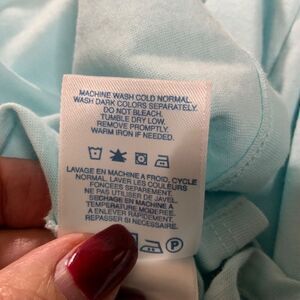 MACHINE WASH COLD NORMAL.
WASH DARK COLORS SEPARATELY.
DO NOT BLEACH.
TUMBLE DRY LOW.
REMOVE PROMPTLY.
WARM IRON IF NEEDED.
LAVAGE EN MACHINE A FROID, CYCLE
NORMAL. LAVER LES COULEURS
FONCEES SEPAREMENT.
NE PAS UTILISER DE JAVEL.
SECHAGE EN MACHINE A
TEMPERATURE MODEREE.
A ENLEVER RAPIDEMENT.
REPASSER SI NECESSAIRE.
P